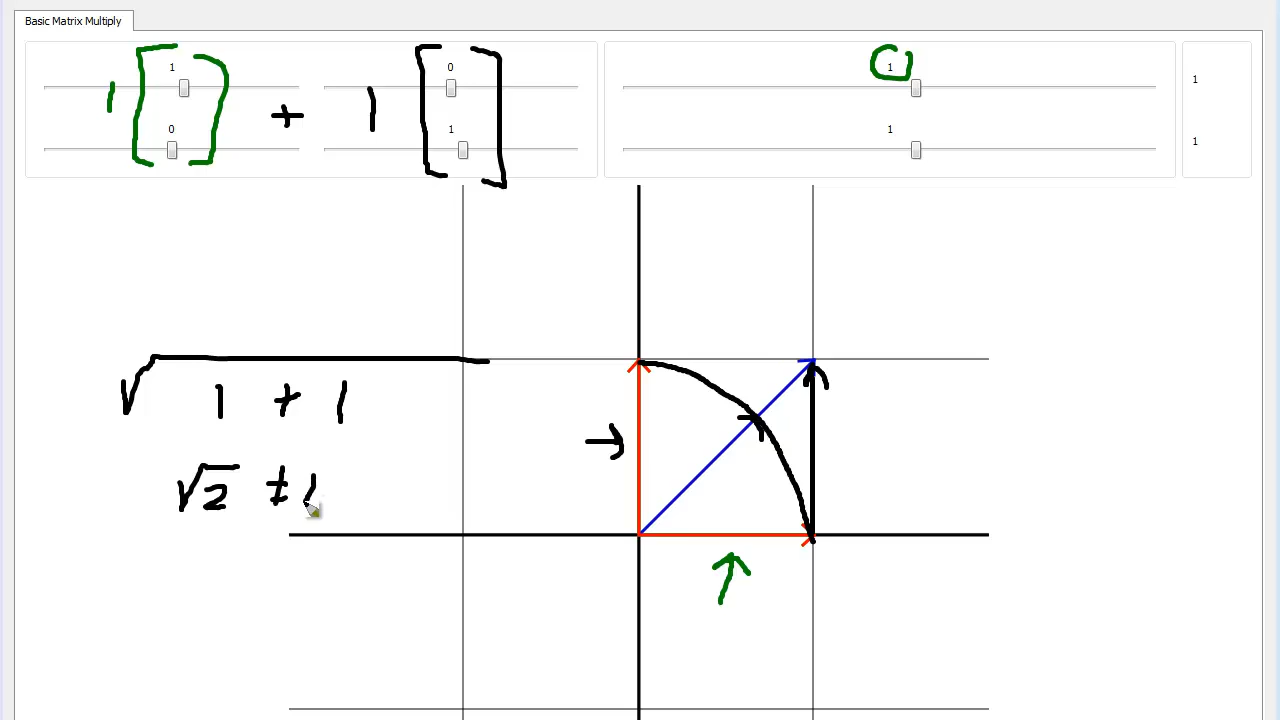 Basic Matrix Multiply
1 [ 1 ] + 1 [ 0 ] 1 1
0 1 1 1
√ 1 + 1
√2 ≠ 1